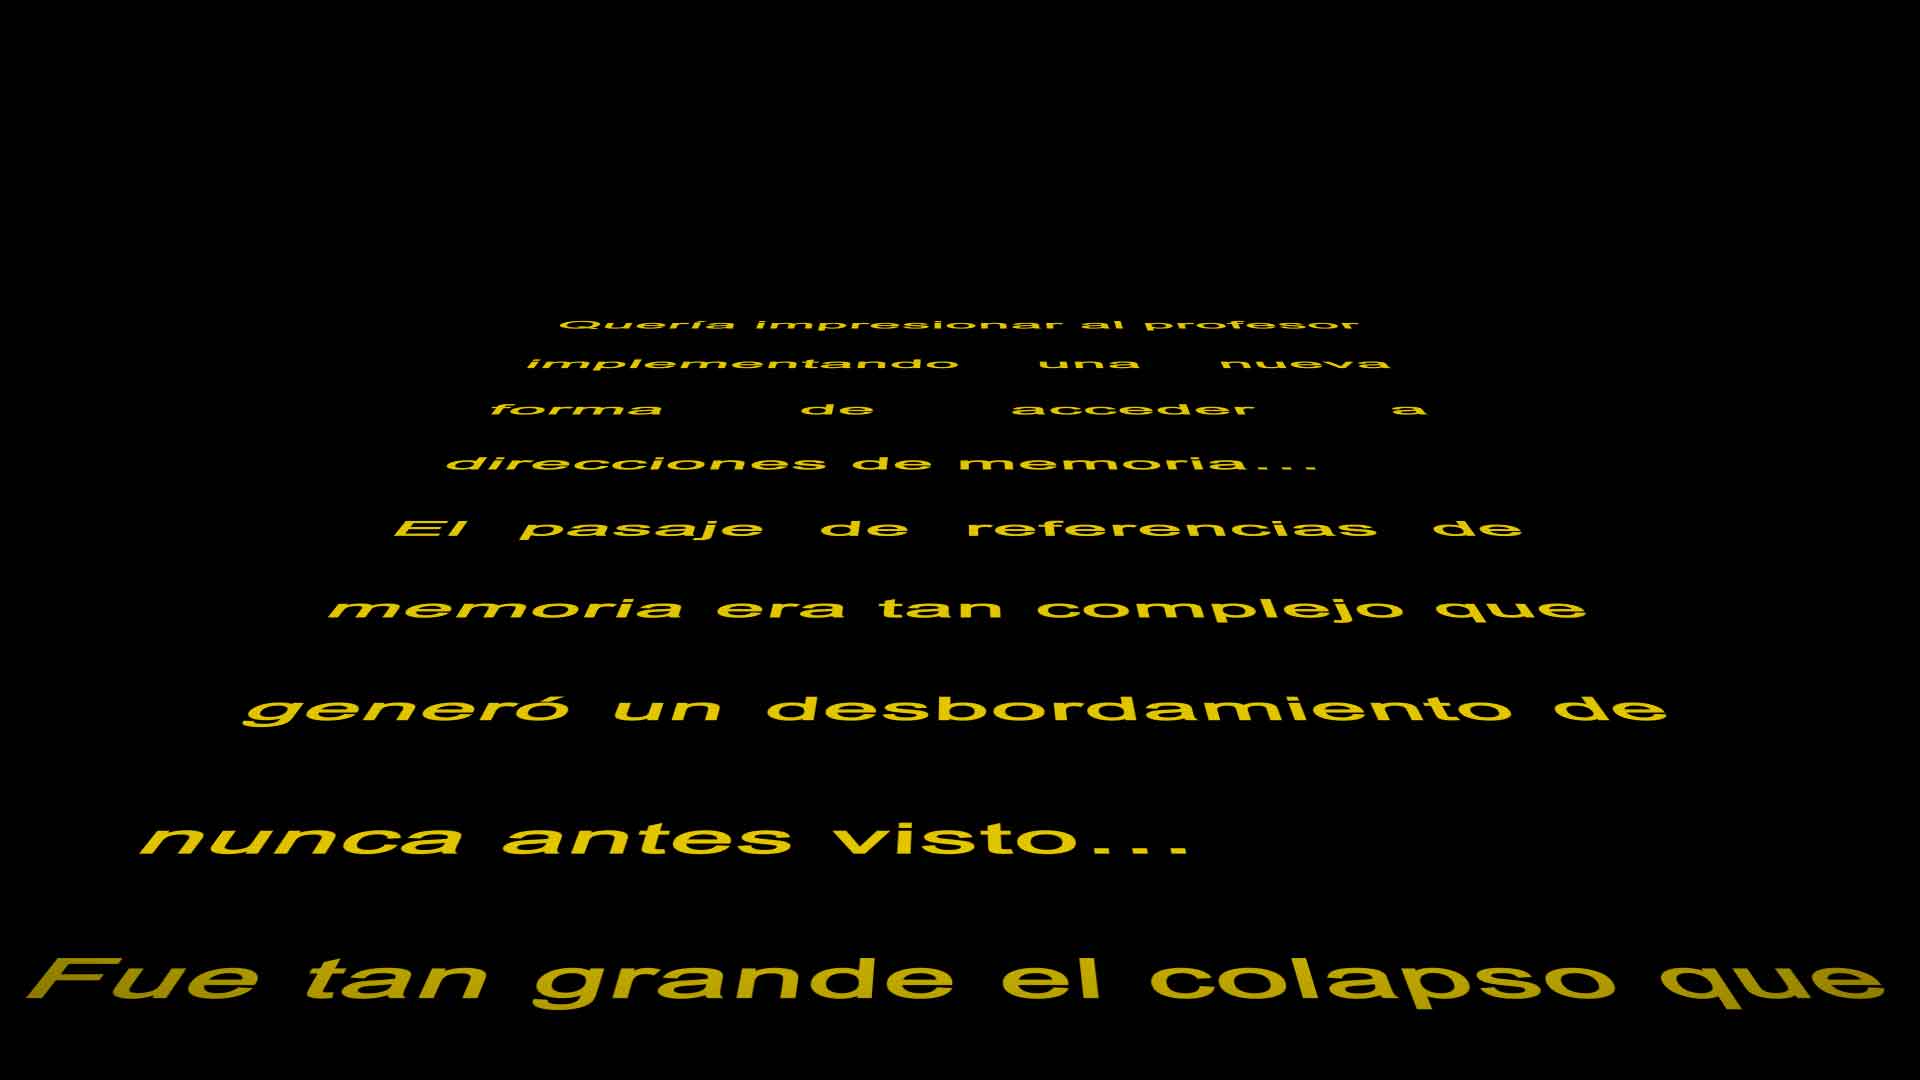 Quería impresionar al profesor
implementando una nueva
forma de acceder a
direcciones de memoria...
El pasaje de referencias de
memoria era tan complejo que
generó un desbordamiento de
nunca antes visto...
Fue tan grande el colapso que